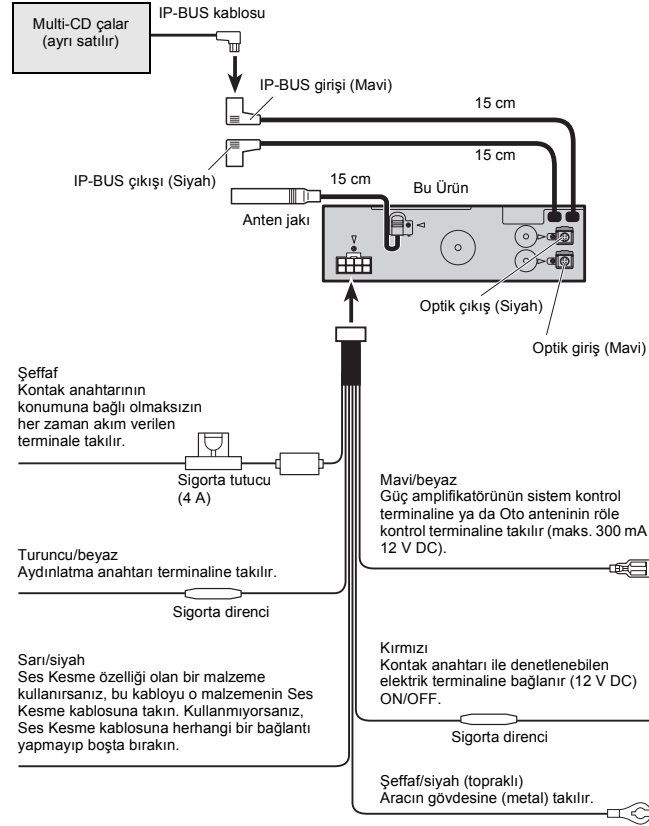 Multi-CD çalar
(ayrı satılır)
IP-BUS kablosu
IP-BUS girişi (Mavi)
15 cm
15 cm
IP-BUS çıkışı (Siyah)
15 cm
Bu Ürün
Anten jakı
Optik çıkış (Siyah)
Optik giriş (Mavi)
Şeffaf
Kontak anahtarının
konumuna bağlı olmaksızın
her zaman akım verilen
terminale takılır.
Sigorta tutucu
(4 A)
Mavi/beyaz
Güç amplifikatörünün sistem kontrol
terminaline ya da Oto anteninin röle
kontrol terminaline takılır (maks. 300 mA
12 V DC).
Turuncu/beyaz
Aydınlatma anahtarı terminaline takılır.
Sigorta direnci
Sarı/siyah
Ses Kesme özelliği olan bir malzeme
kullanırsanız, bu kabloyu o malzemenin Ses
Kesme kablosuna takın. Kullanmıyorsanız,
Ses Kesme kablosuna herhangi bir bağlantı
yapmayıp boşta bırakın.
Kırmızı
Kontak anahtarı ile denetlenebilen
elektrik terminaline bağlanır (12 V DC)
ON/OFF.
Sigorta direnci
Şeffaf/siyah (topraklı)
Aracın gövdesine (metal) takılır.